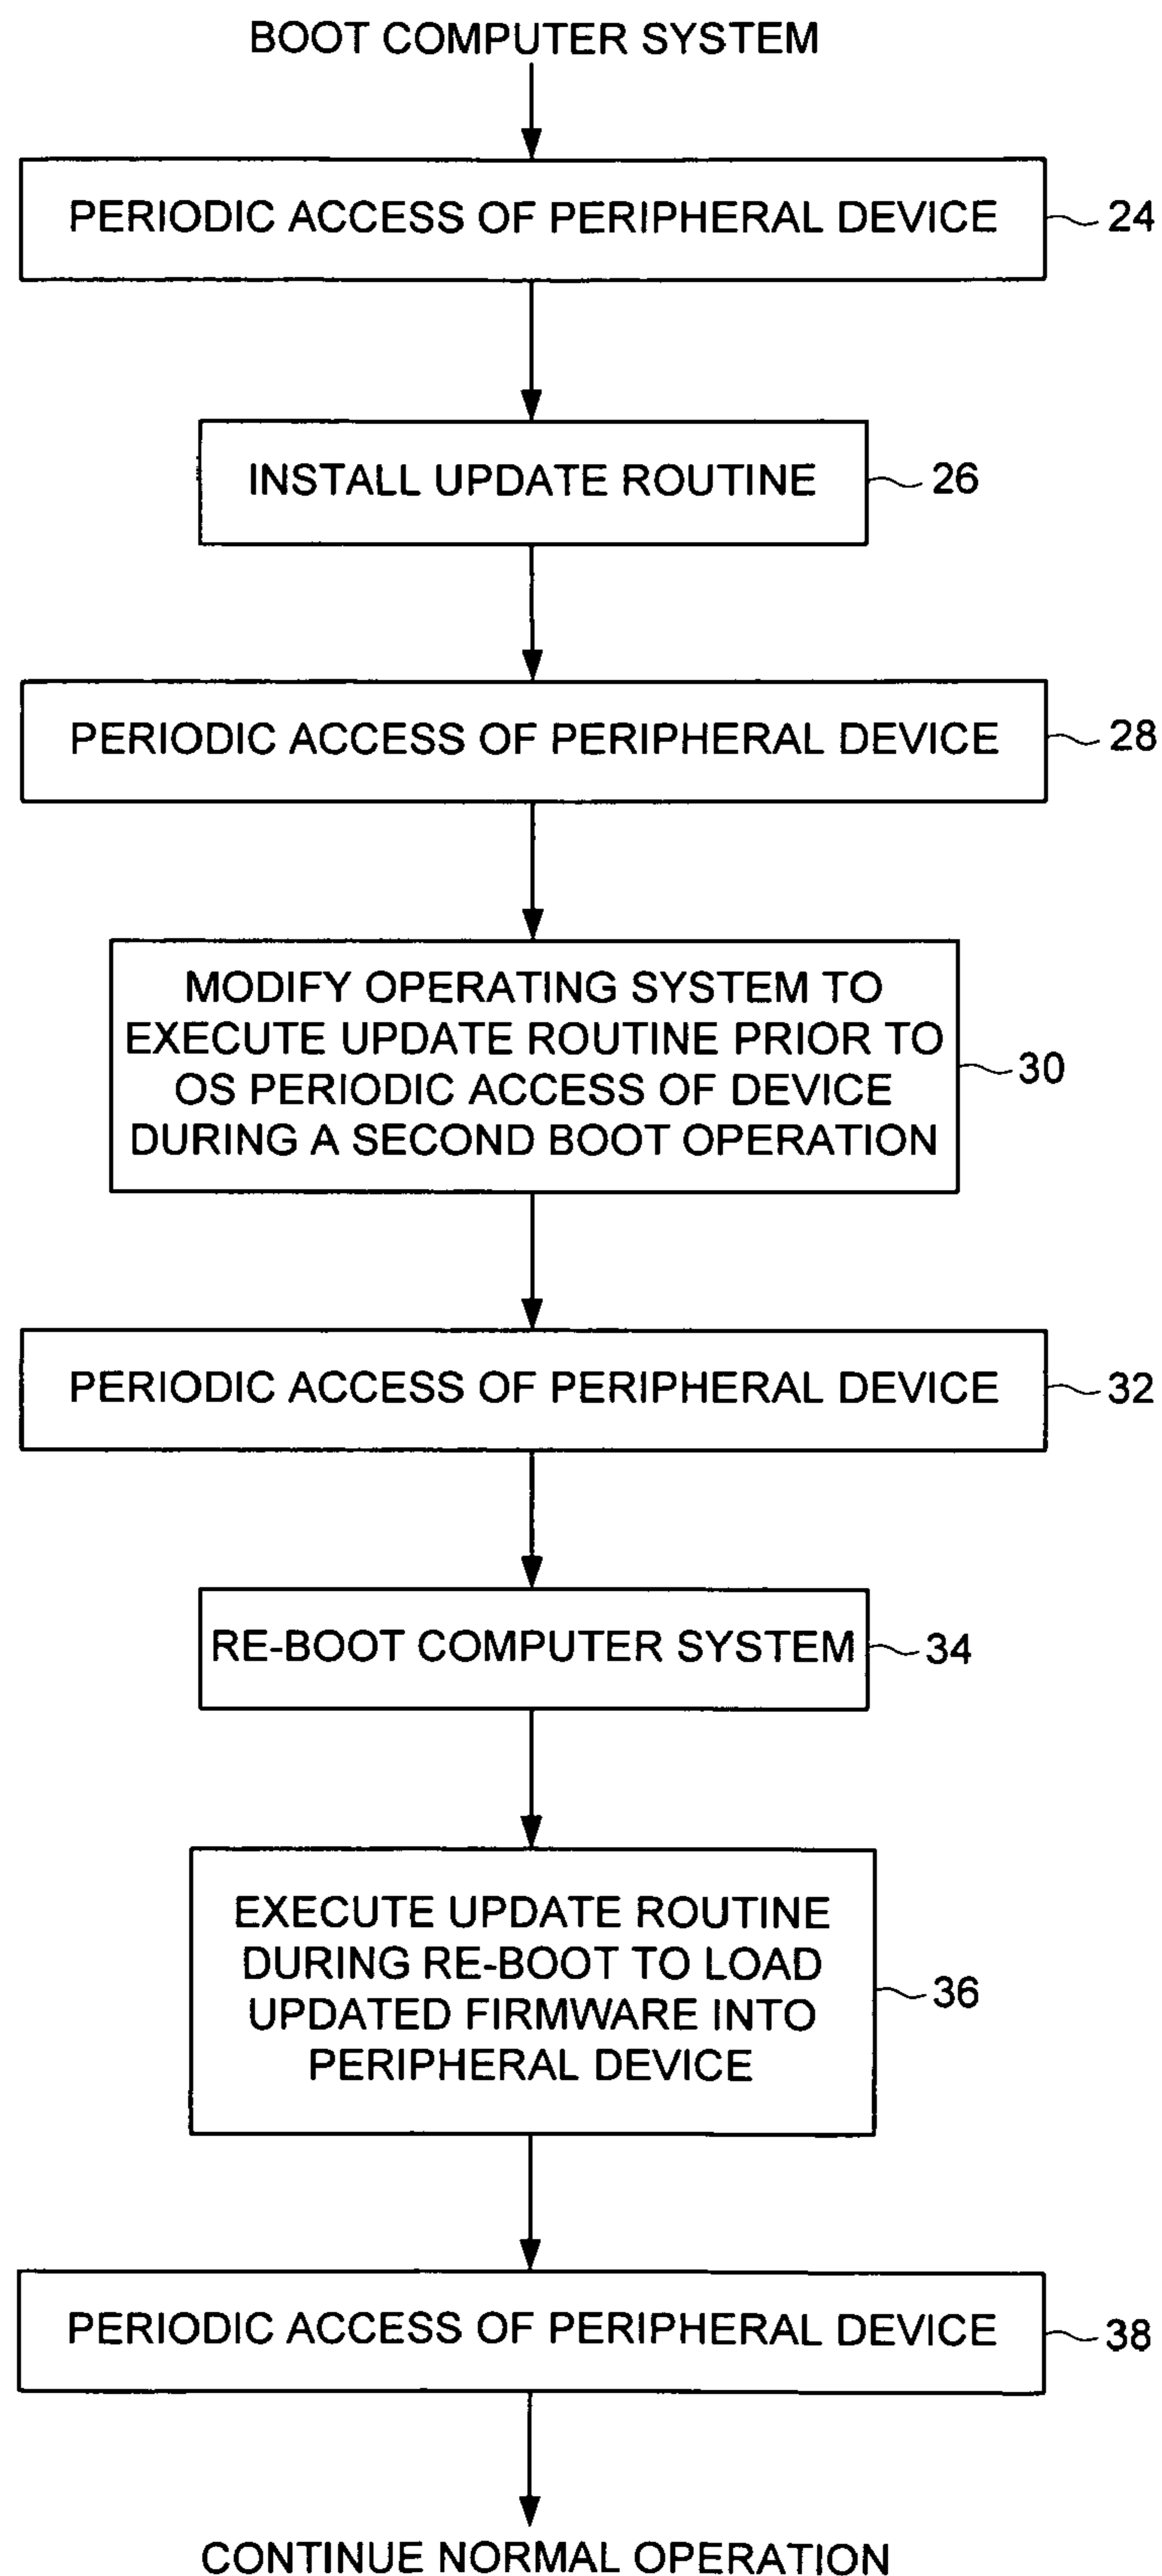 BOOT COMPUTER SYSTEM
PERIODIC ACCESS OF PERIPHERAL DEVICE
24
INSTALL UPDATE ROUTINE
26
PERIODIC ACCESS OF PERIPHERAL DEVICE
28
MODIFY OPERATING SYSTEM TO
EXECUTE UPDATE ROUTINE PRIOR TO
OS PERIODIC ACCESS OF DEVICE
DURING A SECOND BOOT OPERATION
30
PERIODIC ACCESS OF PERIPHERAL DEVICE
32
RE-BOOT COMPUTER SYSTEM
34
EXECUTE UPDATE ROUTINE
DURING RE-BOOT TO LOAD
UPDATED FIRMWARE INTO
PERIPHERAL DEVICE
36
PERIODIC ACCESS OF PERIPHERAL DEVICE
38
CONTINUE NORMAL OPERATION